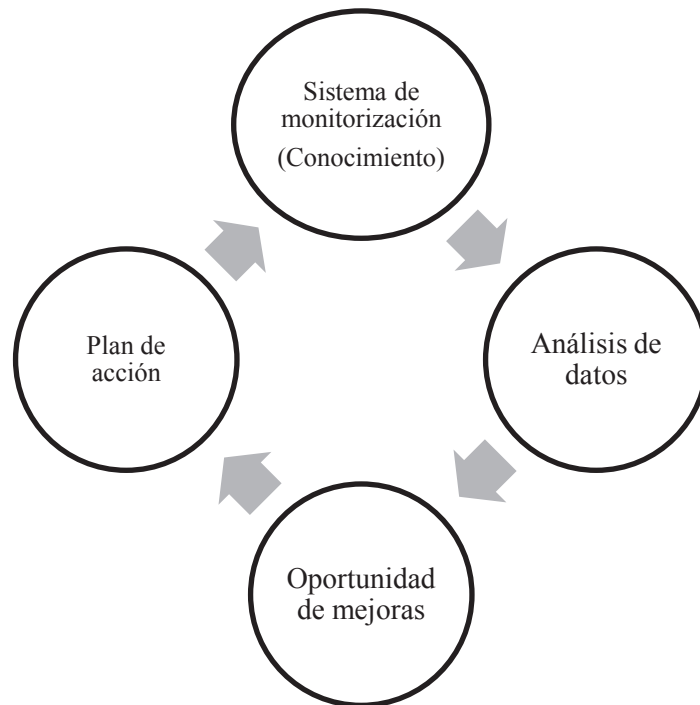 Sistema de
monitorización
(Conocimiento)
Análisis de
datos
Oportunidad
de mejoras
Plan de
acción